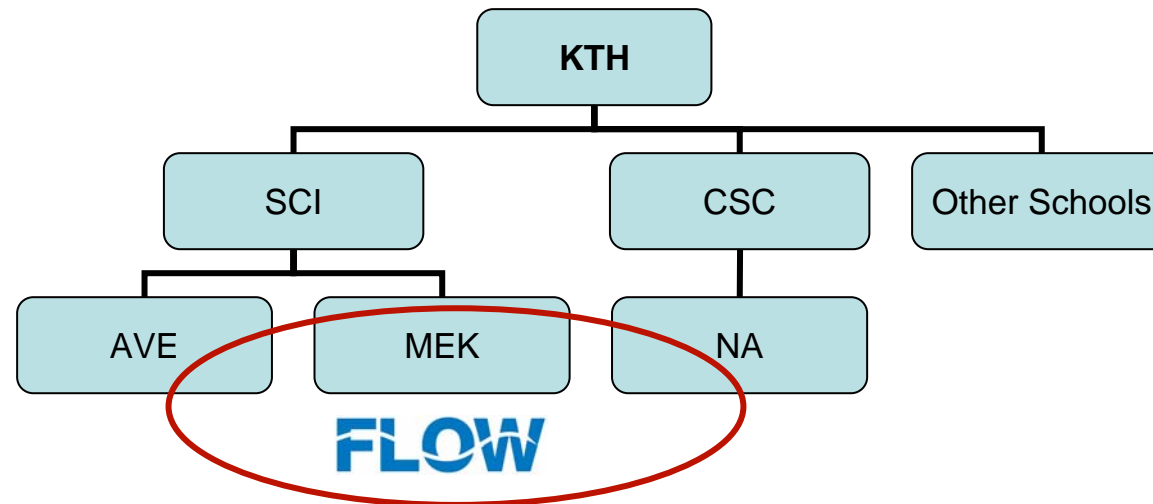 KTH
SCI
CSC
Other Schools
AVE
MEK
NA
FLOW